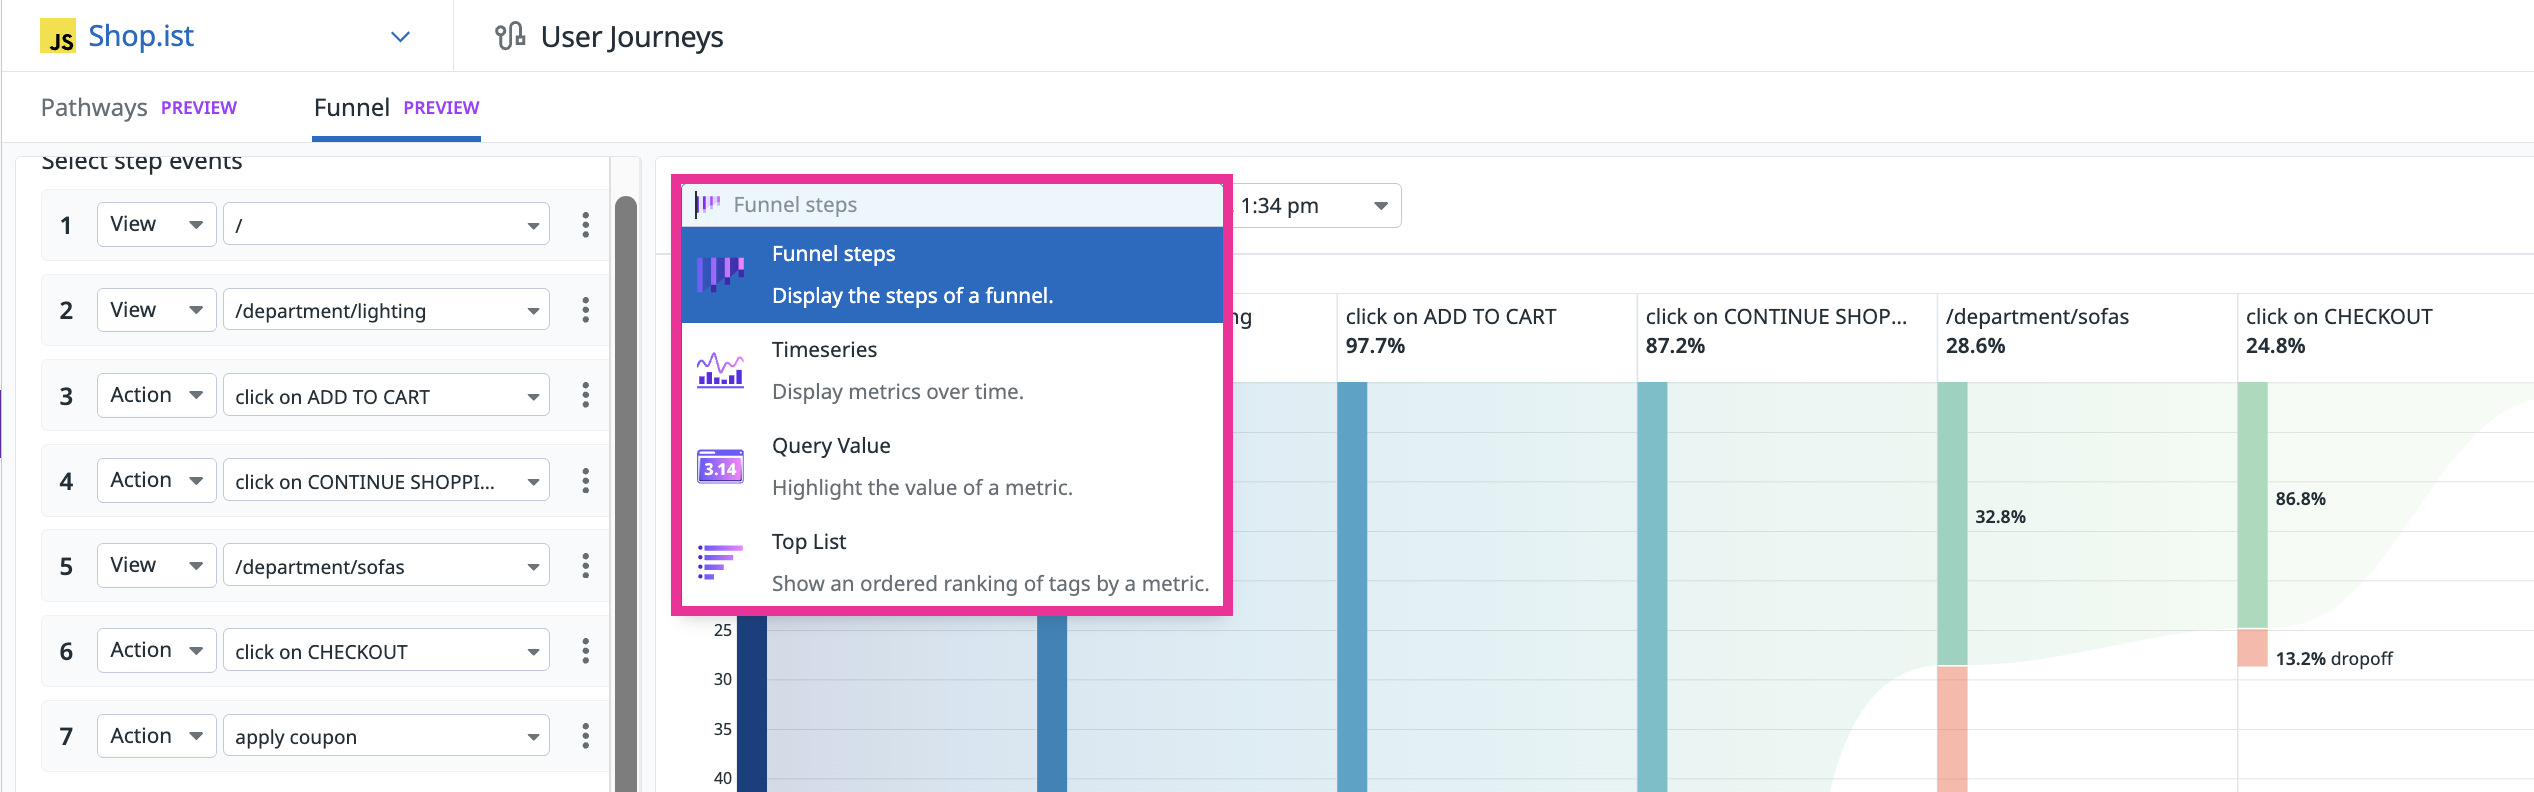 JS Shop.ist
User Journeys
Pathways PREVIEW
Funnel PREVIEW
Select step events
1 View /
2 View /department/lighting
3 Action click on ADD TO CART
4 Action click on CONTINUE SHOPPI...
5 View /department/sofas
6 Action click on CHECKOUT
7 Action apply coupon
Funnel steps
1:34 pm
Funnel steps
Display the steps of a funnel.
Timeseries
Display metrics over time.
3.14
Query Value
Highlight the value of a metric.
Top List
Show an ordered ranking of tags by a metric.
ng
click on ADD TO CART
97.7%
click on CONTINUE SHOP...
87.2%
/department/sofas
28.6%
click on CHECKOUT
24.8%
32.8%
86.8%
13.2% dropoff
25
30
35
40